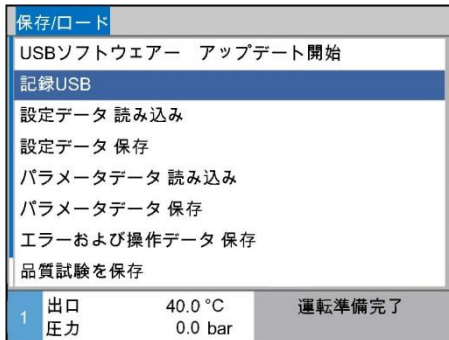 保存/ロード
USBソフトウェアー　アップデート開始
記録USB
設定データ 読み込み
設定データ 保存
パラメータデータ 読み込み
パラメータデータ 保存
エラーおよび操作データ 保存
品質試験を保存
1 出口 40.0 °C 運転準備完了
圧力 0.0 bar